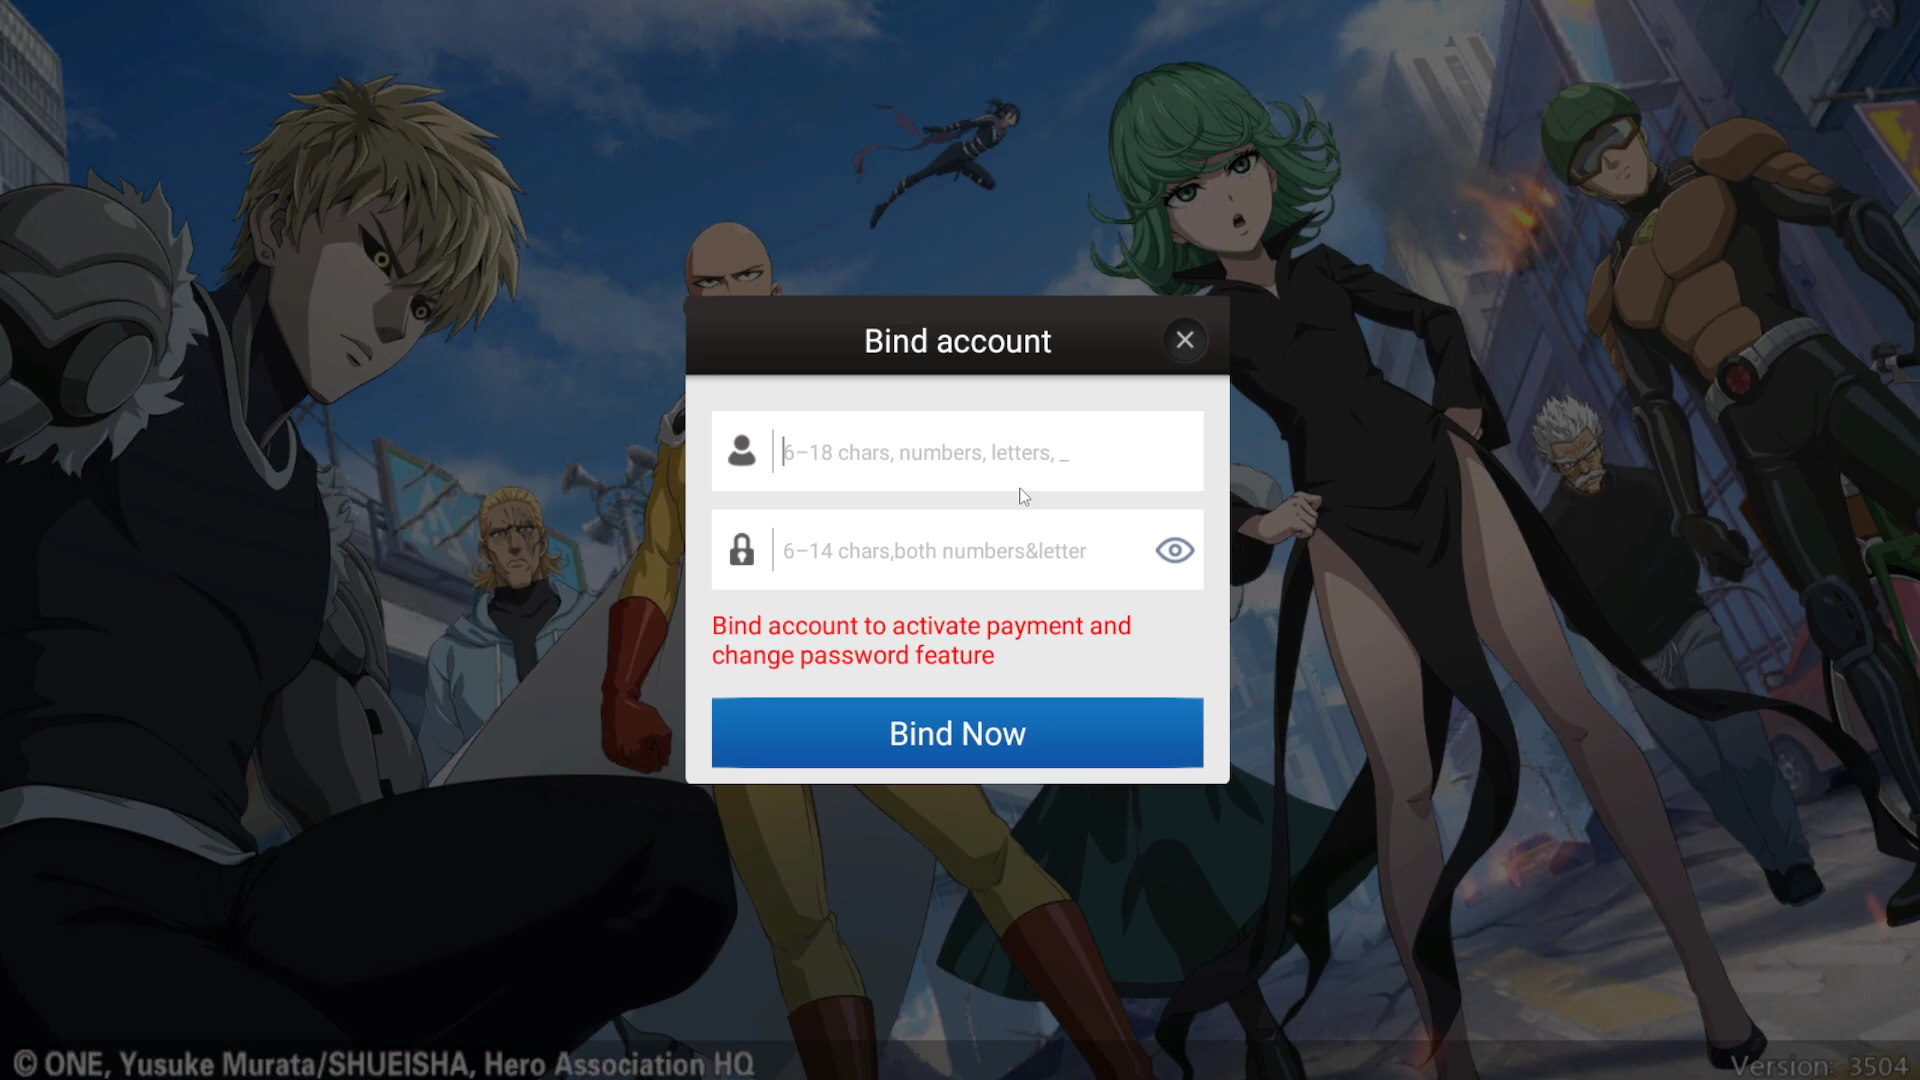 Bind account
6-18 chars, numbers, letters, _
6-14 chars,both numbers&letter
Bind account to activate payment and
change password feature
Bind Now
© ONE, Yusuke Murata/SHUEISHA, Hero Association HQ
Version: 3504